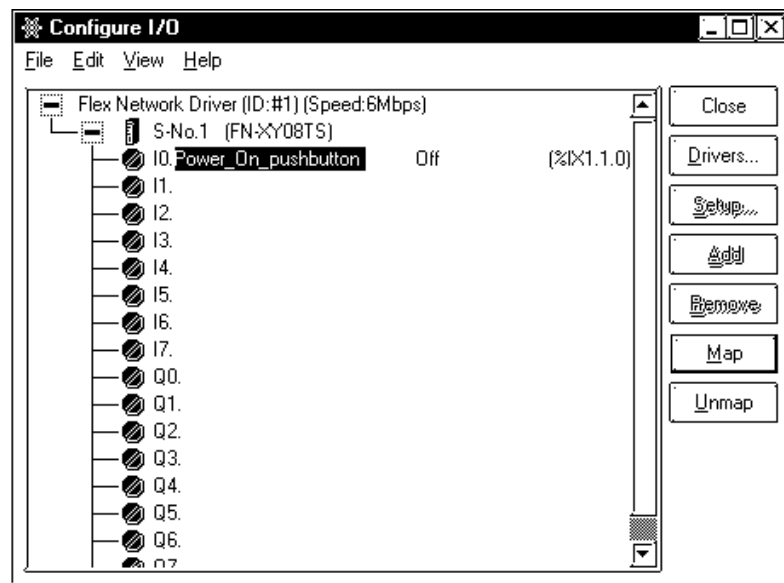 Configure I/O
File Edit View Help
Flex Network Driver (ID:#1) (Speed:6Mbps)
S-No.1 (FN-XY08TS)
I0.Power_On_pushbutton Off (%IX1.1.0)
I1.
I2.
I3.
I4.
I5.
I6.
I7.
Q0.
Q1.
Q2.
Q3.
Q4.
Q5.
Q6.
Q7
Close
Drivers...
Setup...
Add
Remove
Map
Unmap